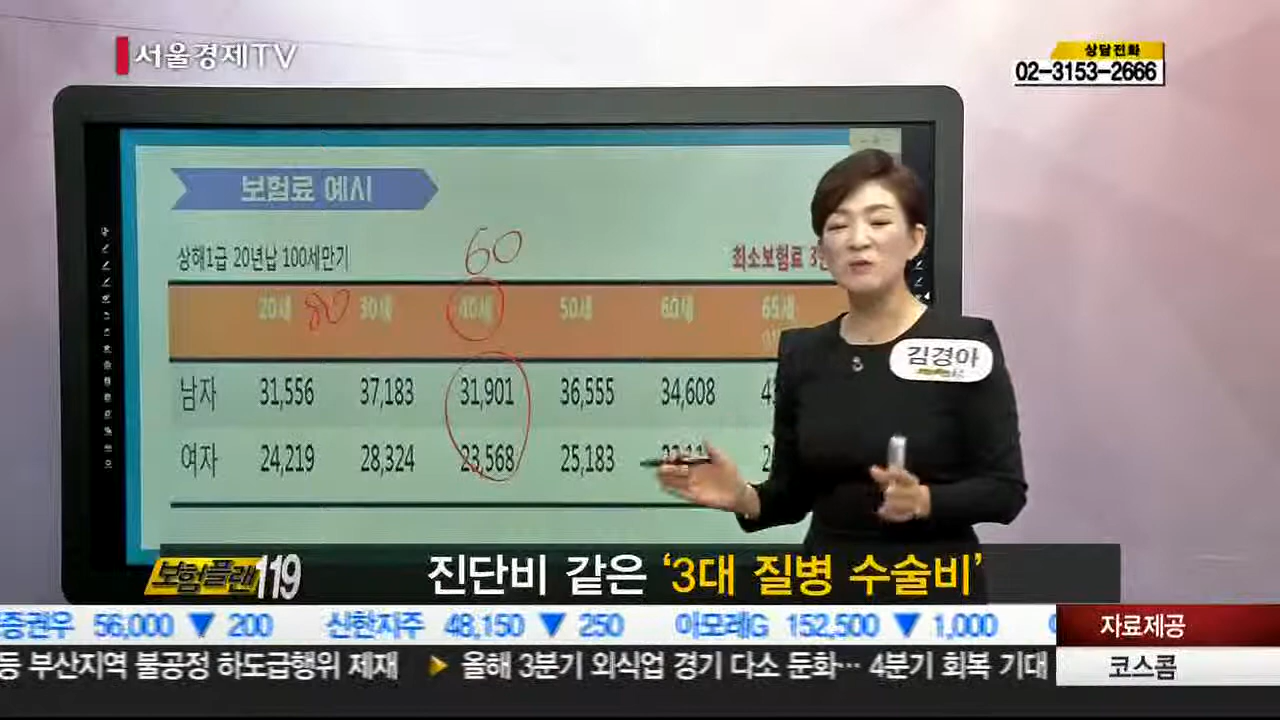 서울경제TV
상담전화
02-3153-2666
보험료 예시
60
상해1급 20년납 100세만기
최소보험료 3만
20세 80 30세 40세 50세 60세 65세
남자 31,556 37,183 31,901 36,555 34,608
여자 24,219 28,324 23,568 25,183
김경아
보험플랜119
진단비 같은 '3대 질병 수술비'
증권우 56,000 ▼ 200 신한지주 48,150 ▼ 250 아모레G 152,500 ▼ 1,000
자료제공
등 부산지역 불공정 하도급행위 제재 ▶ 올해 3분기 외식업 경기 다소 둔화… 4분기 회복 기대
코스콤